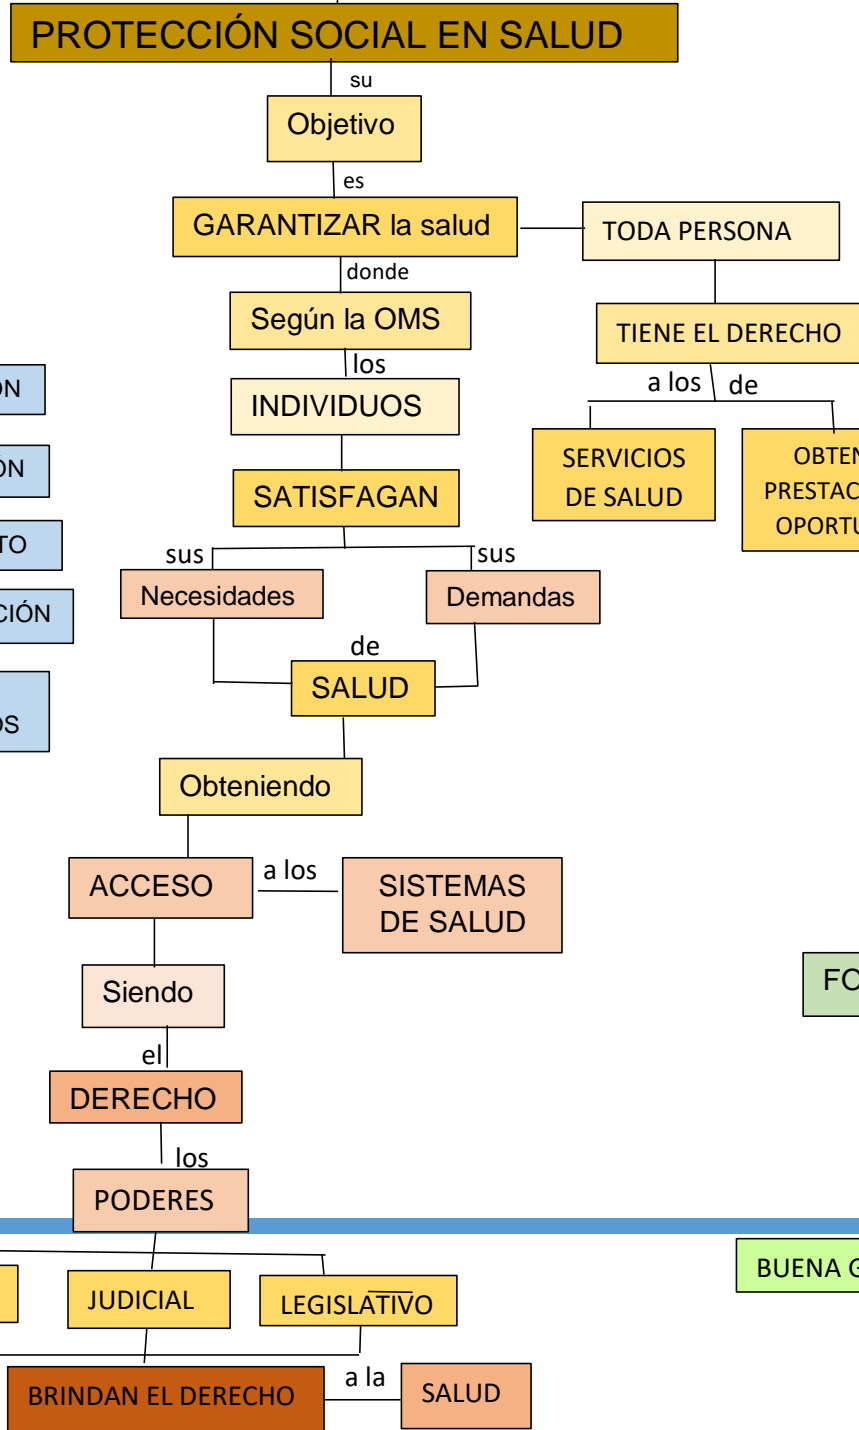 PROTECCIÓN SOCIAL EN SALUD
su
Objetivo
es
GARANTIZAR la salud
TODA PERSONA
donde
Según la OMS
TIENE EL DERECHO
los
a los
de
INDIVIDUOS
SERVICIOS
DE SALUD
SATISFAGAN
sus
sus
Necesidades
Demandas
de
SALUD
Obteniendo
ACCESO
a los
SISTEMAS
DE SALUD
Siendo
el
DERECHO
los
PODERES
BUENA
JUDICIAL
LEGISLATIVO
BRINDAN EL DERECHO
a la
SALUD